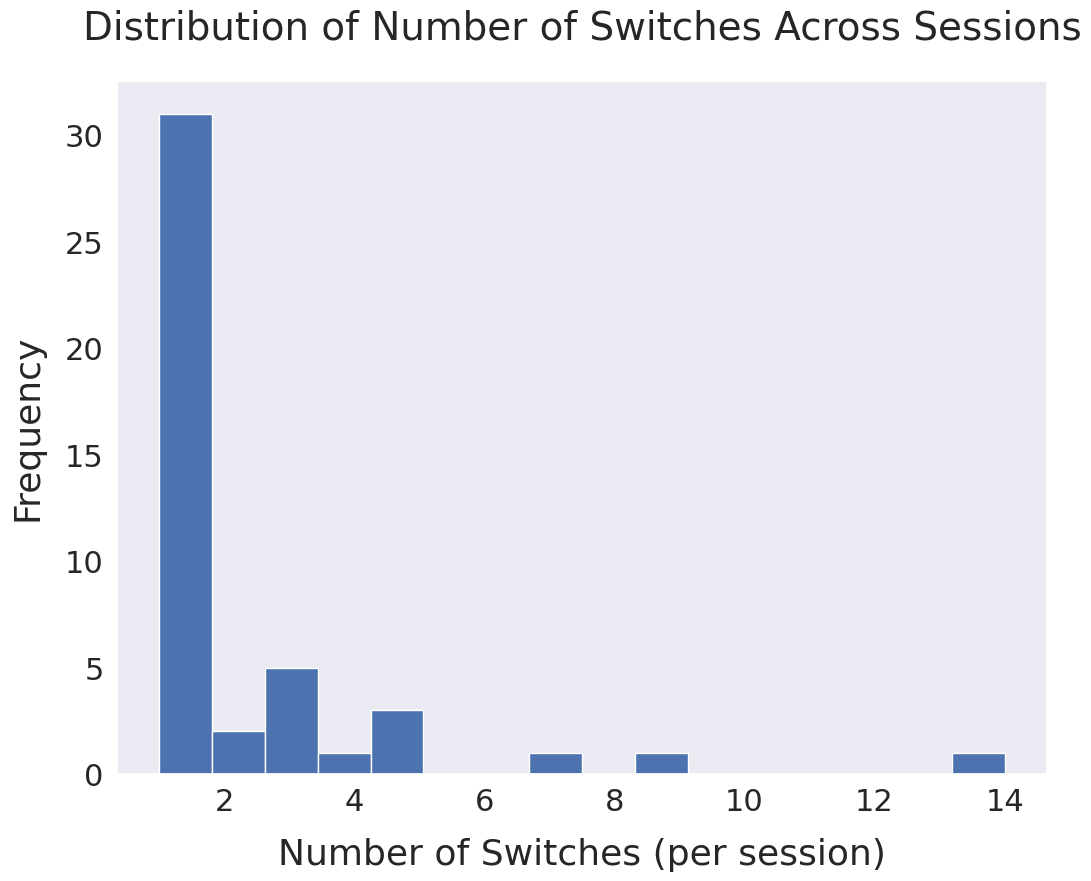 Distribution of Number of Switches Across Sessions
30
25
20
15
10
5
0
Frequency
2 4 6 8 10 12 14
Number of Switches (per session)